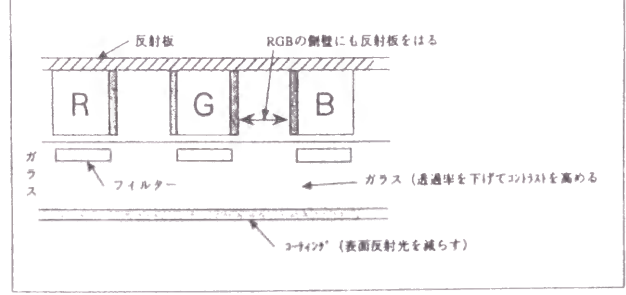 反射板
RGBの側壁にも反射板をはる
R
G
B
ガラス
フィルター
ガラス（透過率を下げてコントラストを高める
コーティング（表面反射光を減らす）